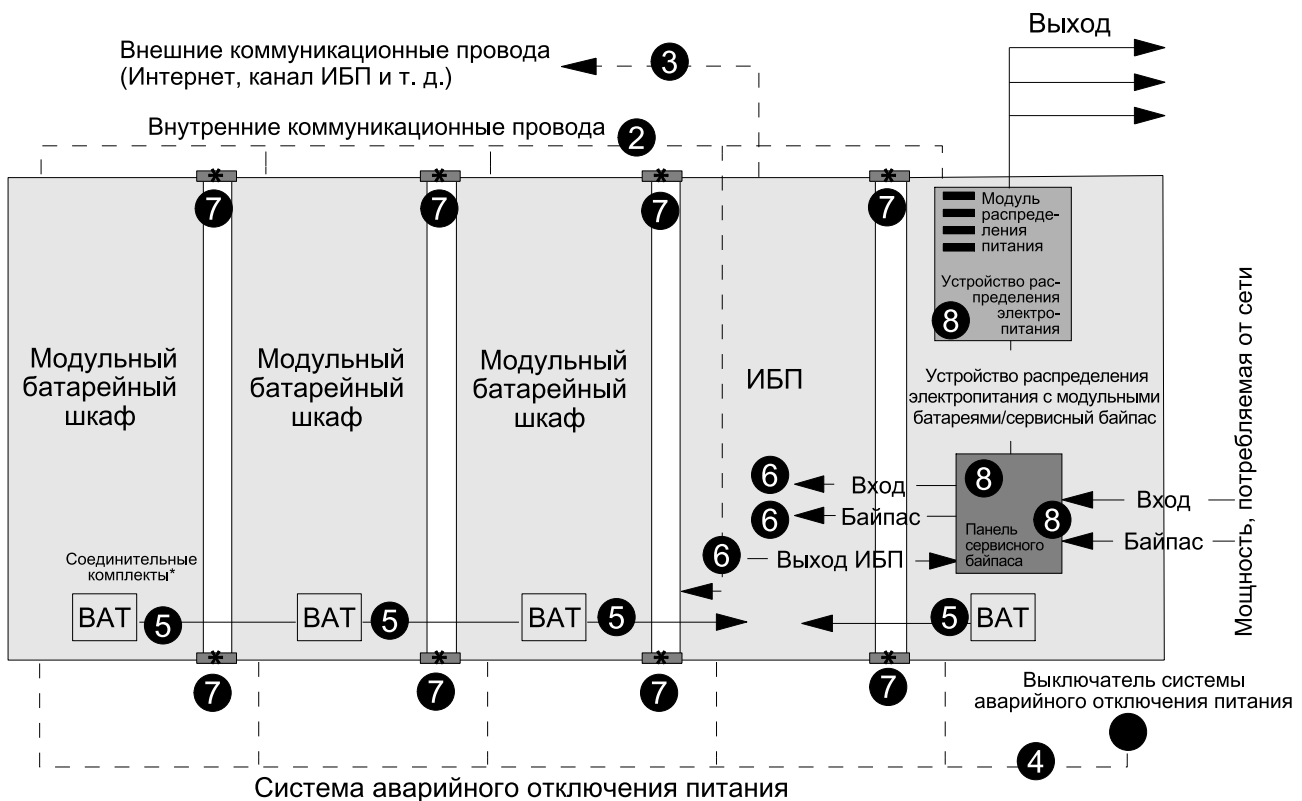 Выход
Внешние коммуникационные провода
(Интернет, канал ИБП и т. д.)
3
Внутренние коммуникационные провода
2
7
7
7
7
Модуль
распреде-
ления
питания
Устройство рас-
пределения
электро-
питания
8
Модульный
батарейный
шкаф
Модульный
батарейный
шкаф
Модульный
батарейный
шкаф
ИБП
Устройство распределения
электропитания с модульными
батареями/сервисный байпас
Мощность, потребляемая от сети
6
Вход
8
Вход
6
Байпас
8
Байпас
6
Выход ИБП
Панель
сервисного
байпаса
Соединительные
комплекты*
BAT
5
BAT
5
BAT
5
5
BAT
*
*
*
*
*
*
*
*
7
7
7
7
Выключатель системы
аварийного отключения питания
4
Система аварийного отключения питания